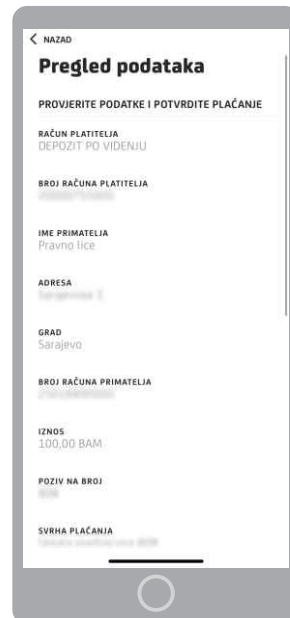 NAZAD
Pregled podataka
PROVJERITE PODATKE I POTVRDITE PLAĆANJE
RAČUN PLATITELJA
DEPOZIT PO VIĐENJU
BROJ RAČUNA PLATITELJA
IME PRIMATELJA
Pravno lice
ADRESA
GRAD
Sarajevo
BROJ RAČUNA PRIMATELJA
IZNOS
100,00 BAM
POZIV NA BROJ
SVRHA PLAĆANJA